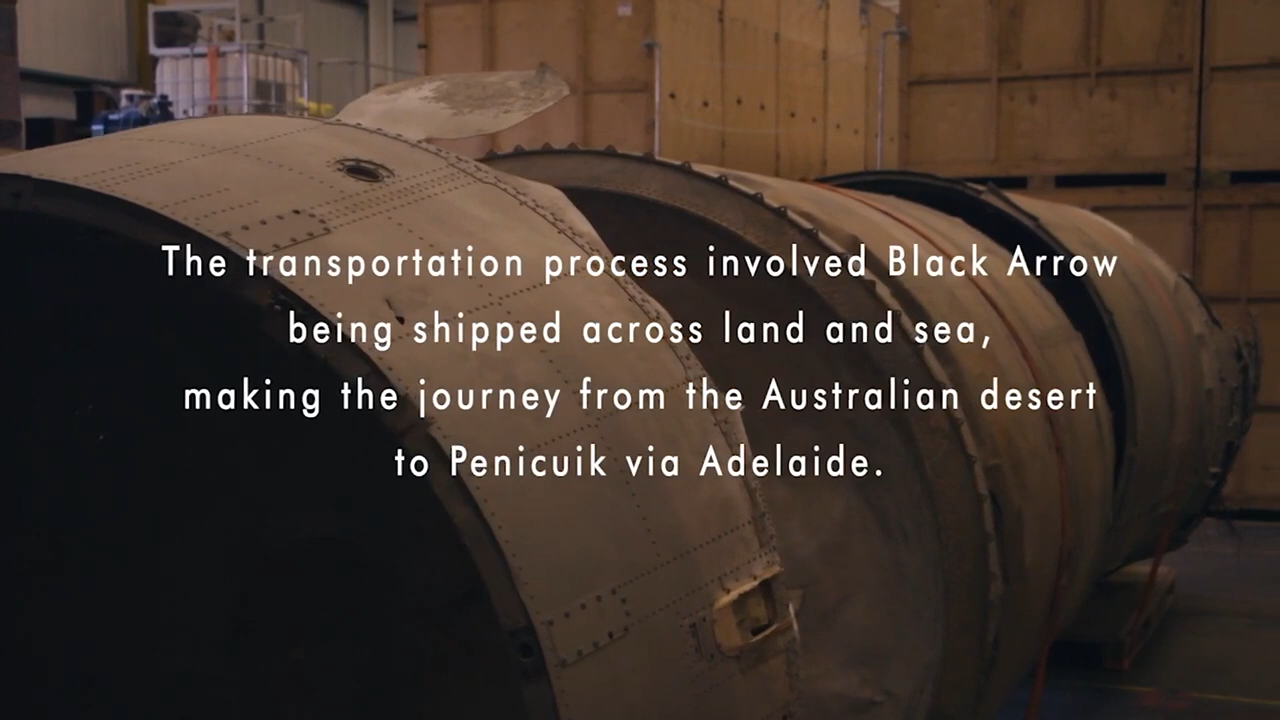 The transportation process involved Black Arrow
being shipped across land and sea,
making the journey from the Australian desert
to Penicuik via Adelaide.